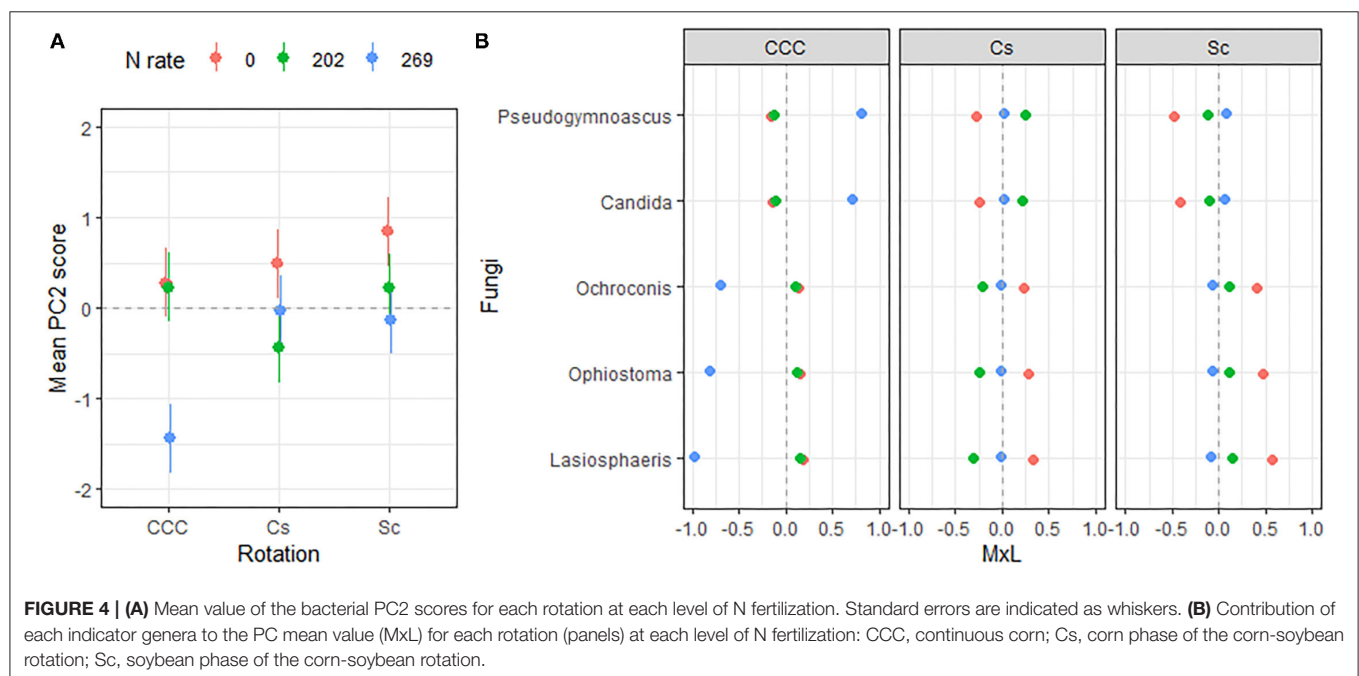 A
N rate 0 202 269
Mean PC2 score
2
1
0
-1
-2
CCC Cs Sc
Rotation
B
CCC Cs Sc
Fungi
Pseudogymnoascus
Candida
Ochroconis
Ophiostoma
Lasiosphaeris
-1.0 -0.5 0.0 0.5 1.0 -1.0 -0.5 0.0 0.5 1.0 -1.0 -0.5 0.0 0.5 1.0
MxL
FIGURE 4 | (A) Mean value of the bacterial PC2 scores for each rotation at each level of N fertilization. Standard errors are indicated as whiskers. (B) Contribution of
each indicator genera to the PC mean value (MxL) for each rotation (panels) at each level of N fertilization: CCC, continuous corn; Cs, corn phase of the corn-soybean
rotation; Sc, soybean phase of the corn-soybean rotation.